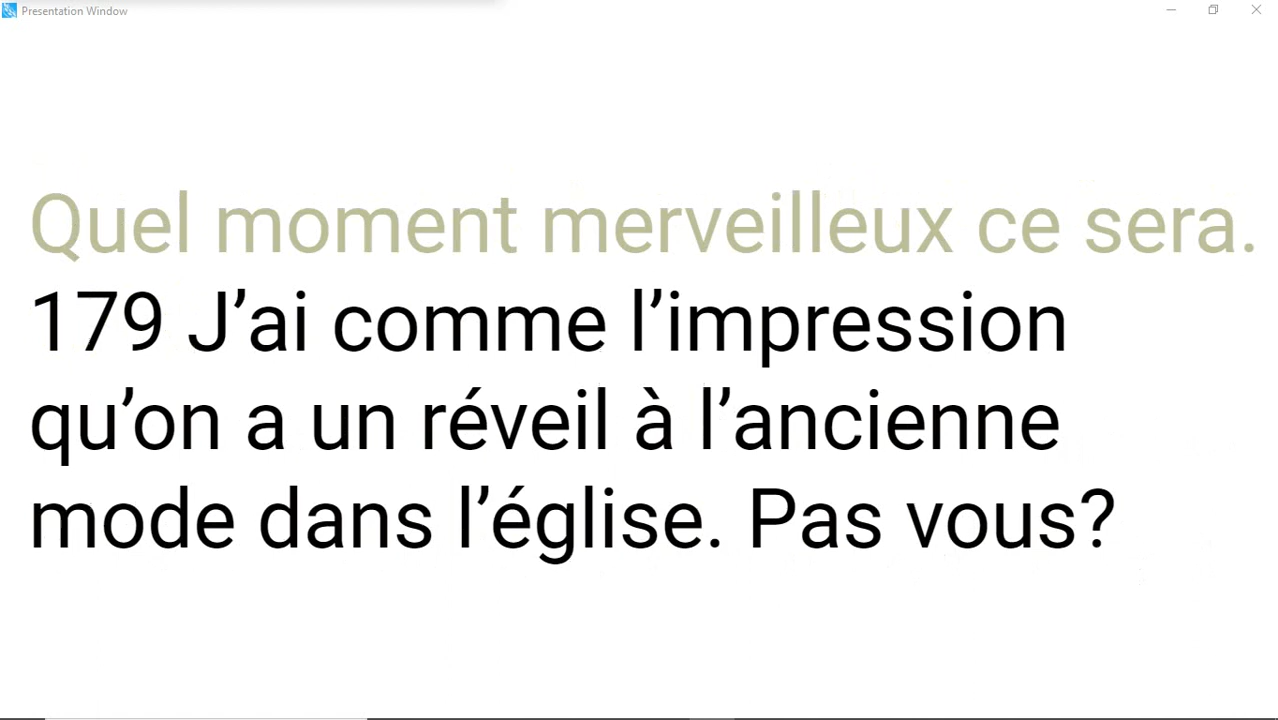 Presentation Window
Quel moment merveilleux ce sera.
179 J’ai comme l’impression
qu’on a un réveil à l’ancienne
mode dans l’église. Pas vous?